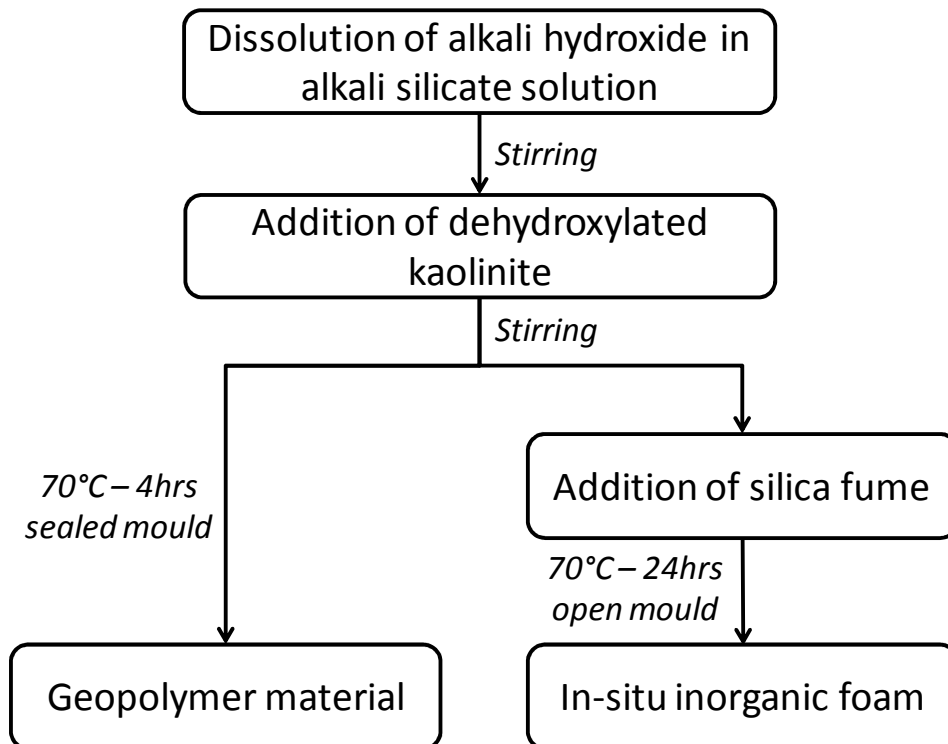 Dissolution of alkali hydroxide in
alkali silicate solution
Stirring
Addition of dehydroxylated
kaolinite
Stirring
70°C – 4hrs
sealed mould
Addition of silica fume
70°C – 24hrs
open mould
Geopolymer material
In-situ inorganic foam